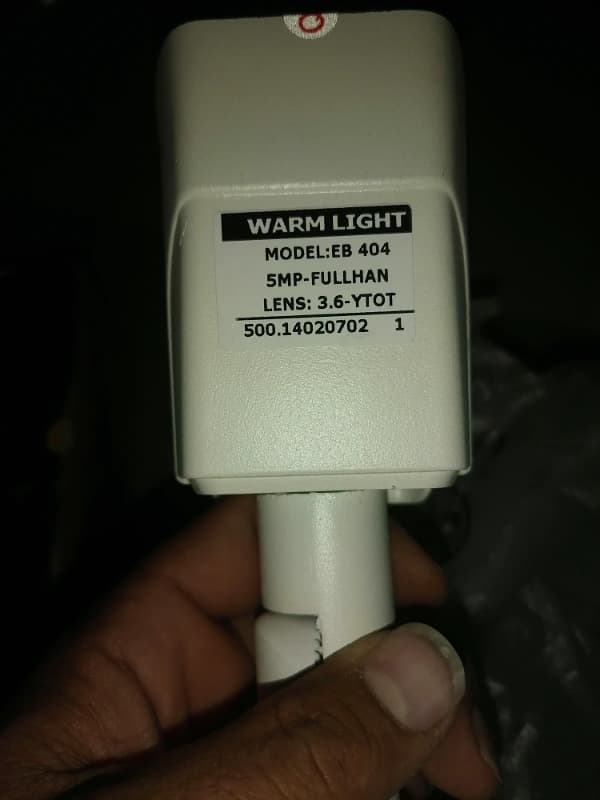 WARM LIGHT
MODEL:EB 404
5MP-FULLHAN
LENS: 3.6-YTOT
500.14020702 1